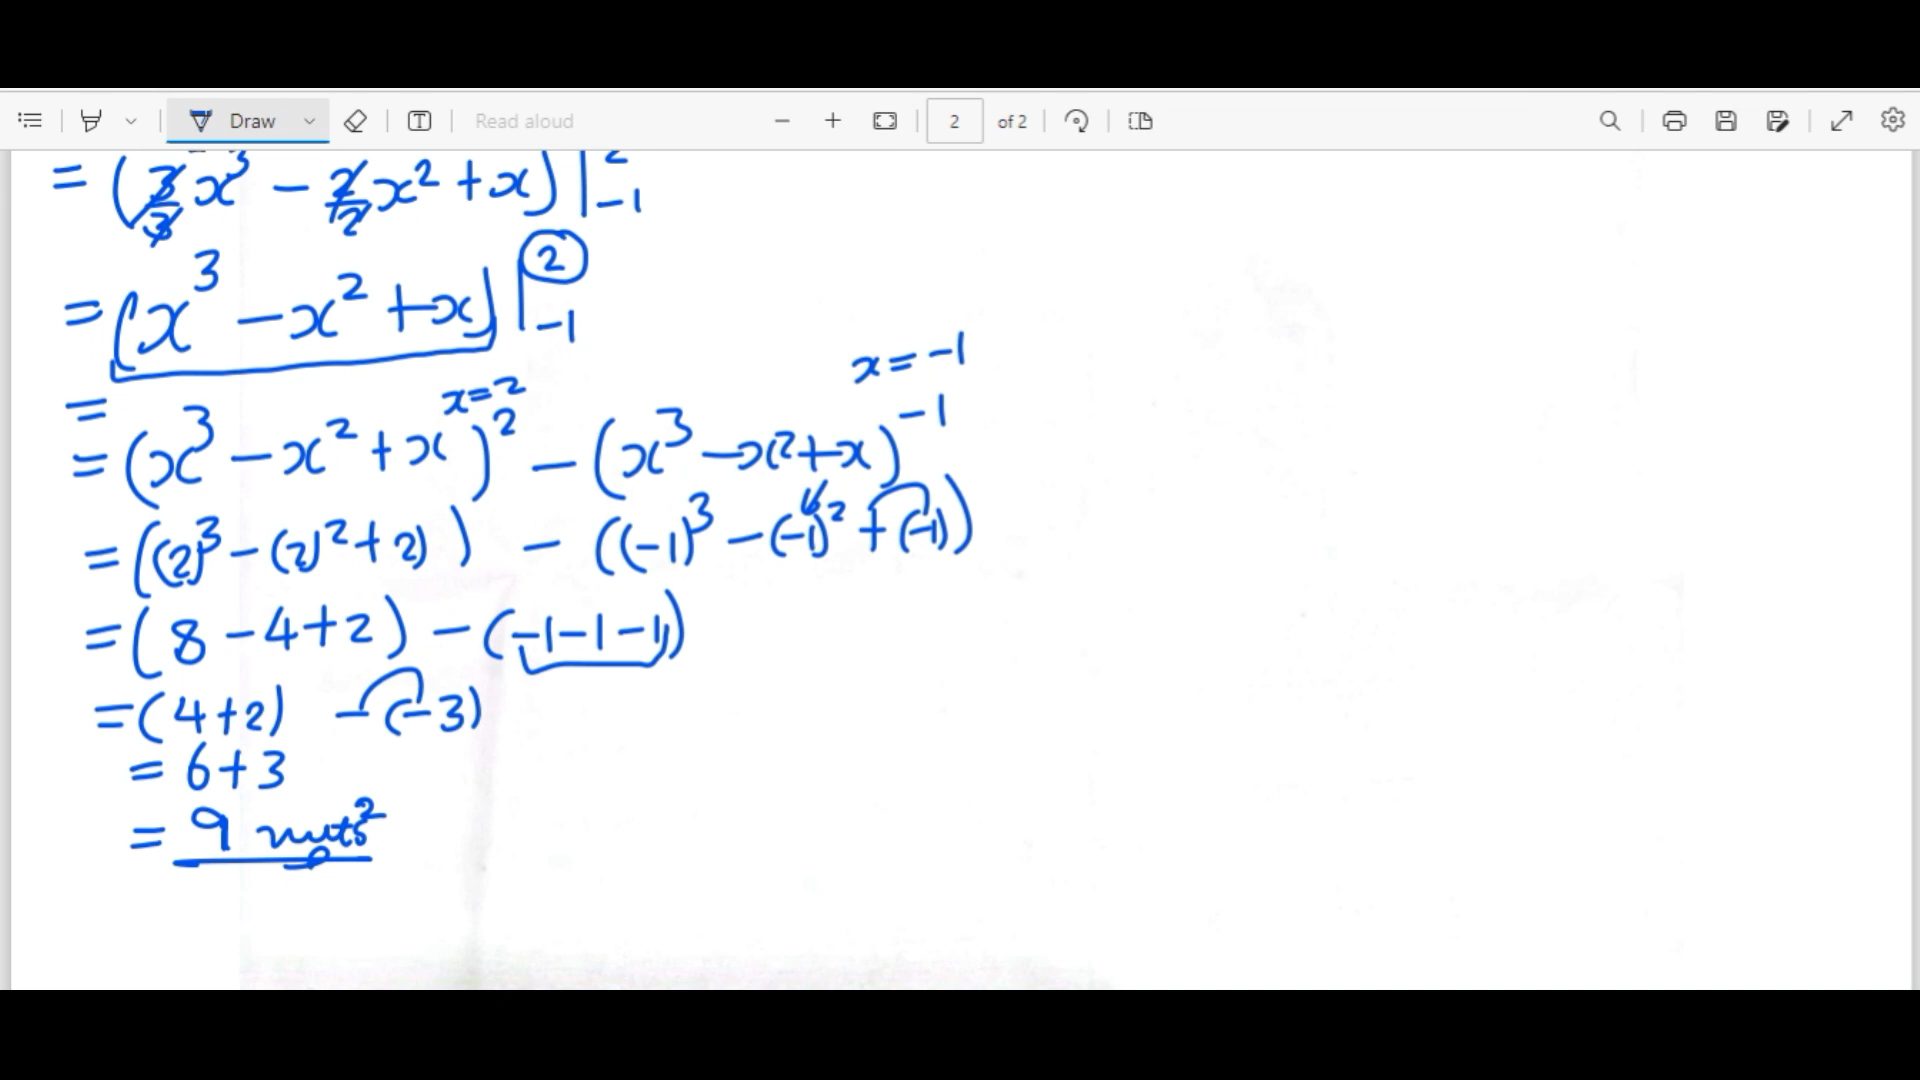 Draw Read aloud 2 of 2
= (3/3 x³ - 2/2 x² + x)|²₋₁
= (x³ - x² + x)|²₋₁
x = -1
= x=2
= (x³ - x² + x)² - (x³ - x² + x)⁻¹
= ((2)³ - (2)² + 2) - ((-1)³ - (-1)² + (-1))
= (8 - 4 + 2) - (-1 - 1 - 1)
= (4 + 2) - (-3)
= 6 + 3
= 9 units²